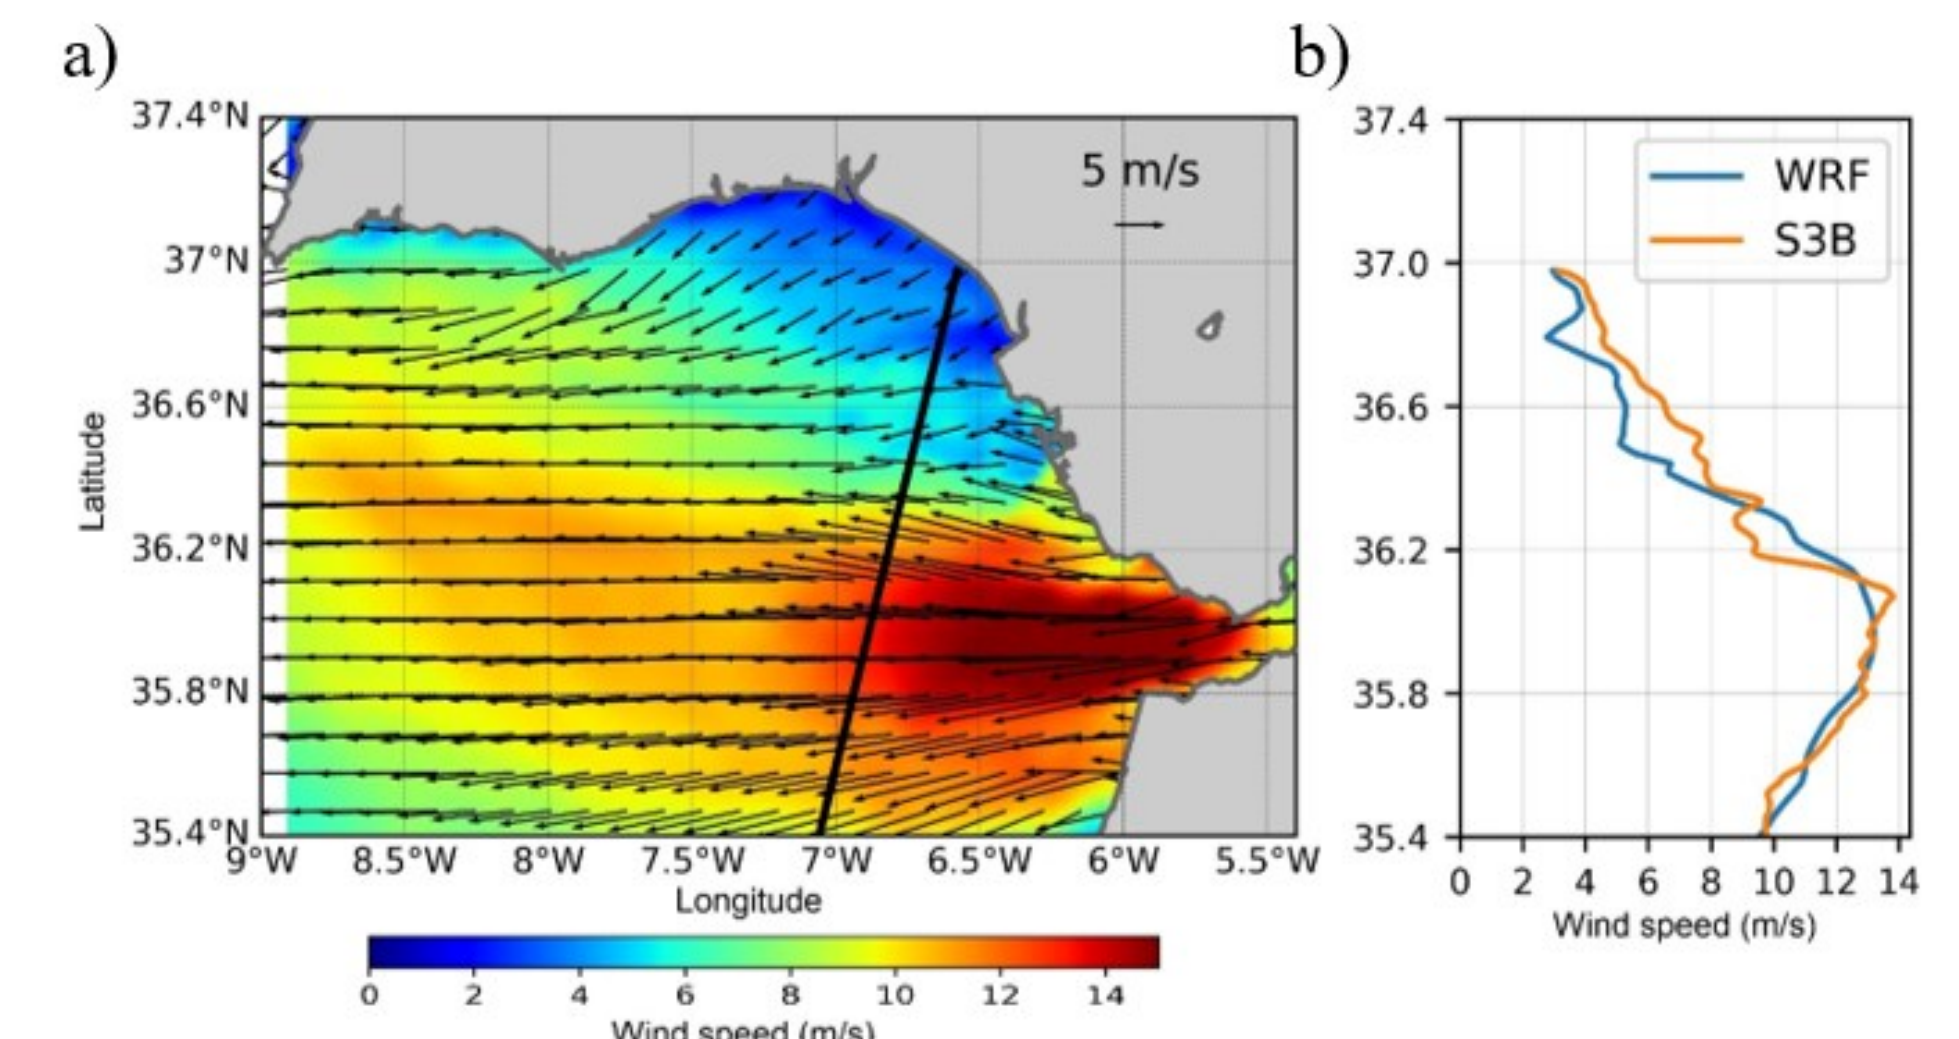 a)
37.4°N
37°N
36.6°N
36.2°N
35.8°N
35.4°N
Latitude
5 m/s
9°W 8.5°W 8°W 7.5°W 7°W 6.5°W 6°W 5.5°W
Longitude
0 2 4 6 8 10 12 14
Wind speed (m/s)
b)
37.4
37.0
36.6
36.2
35.8
35.4
WRF
S3B
0 2 4 6 8 10 12 14
Wind speed (m/s)